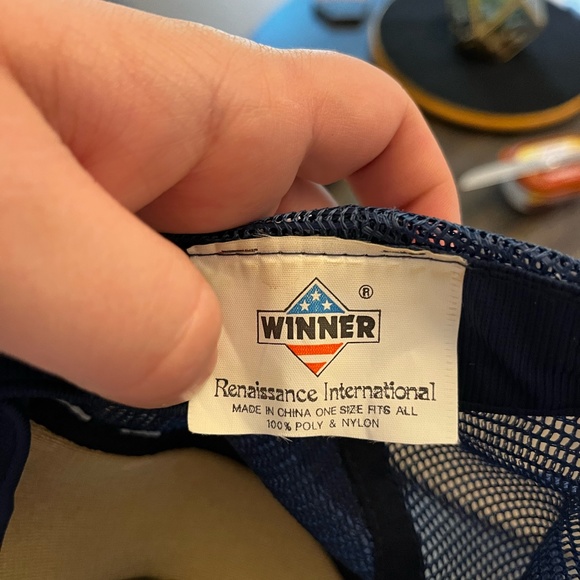 ®
WINNER
Renaissance International
MADE IN CHINA ONE SIZE FITS ALL
100% POLY & NYLON